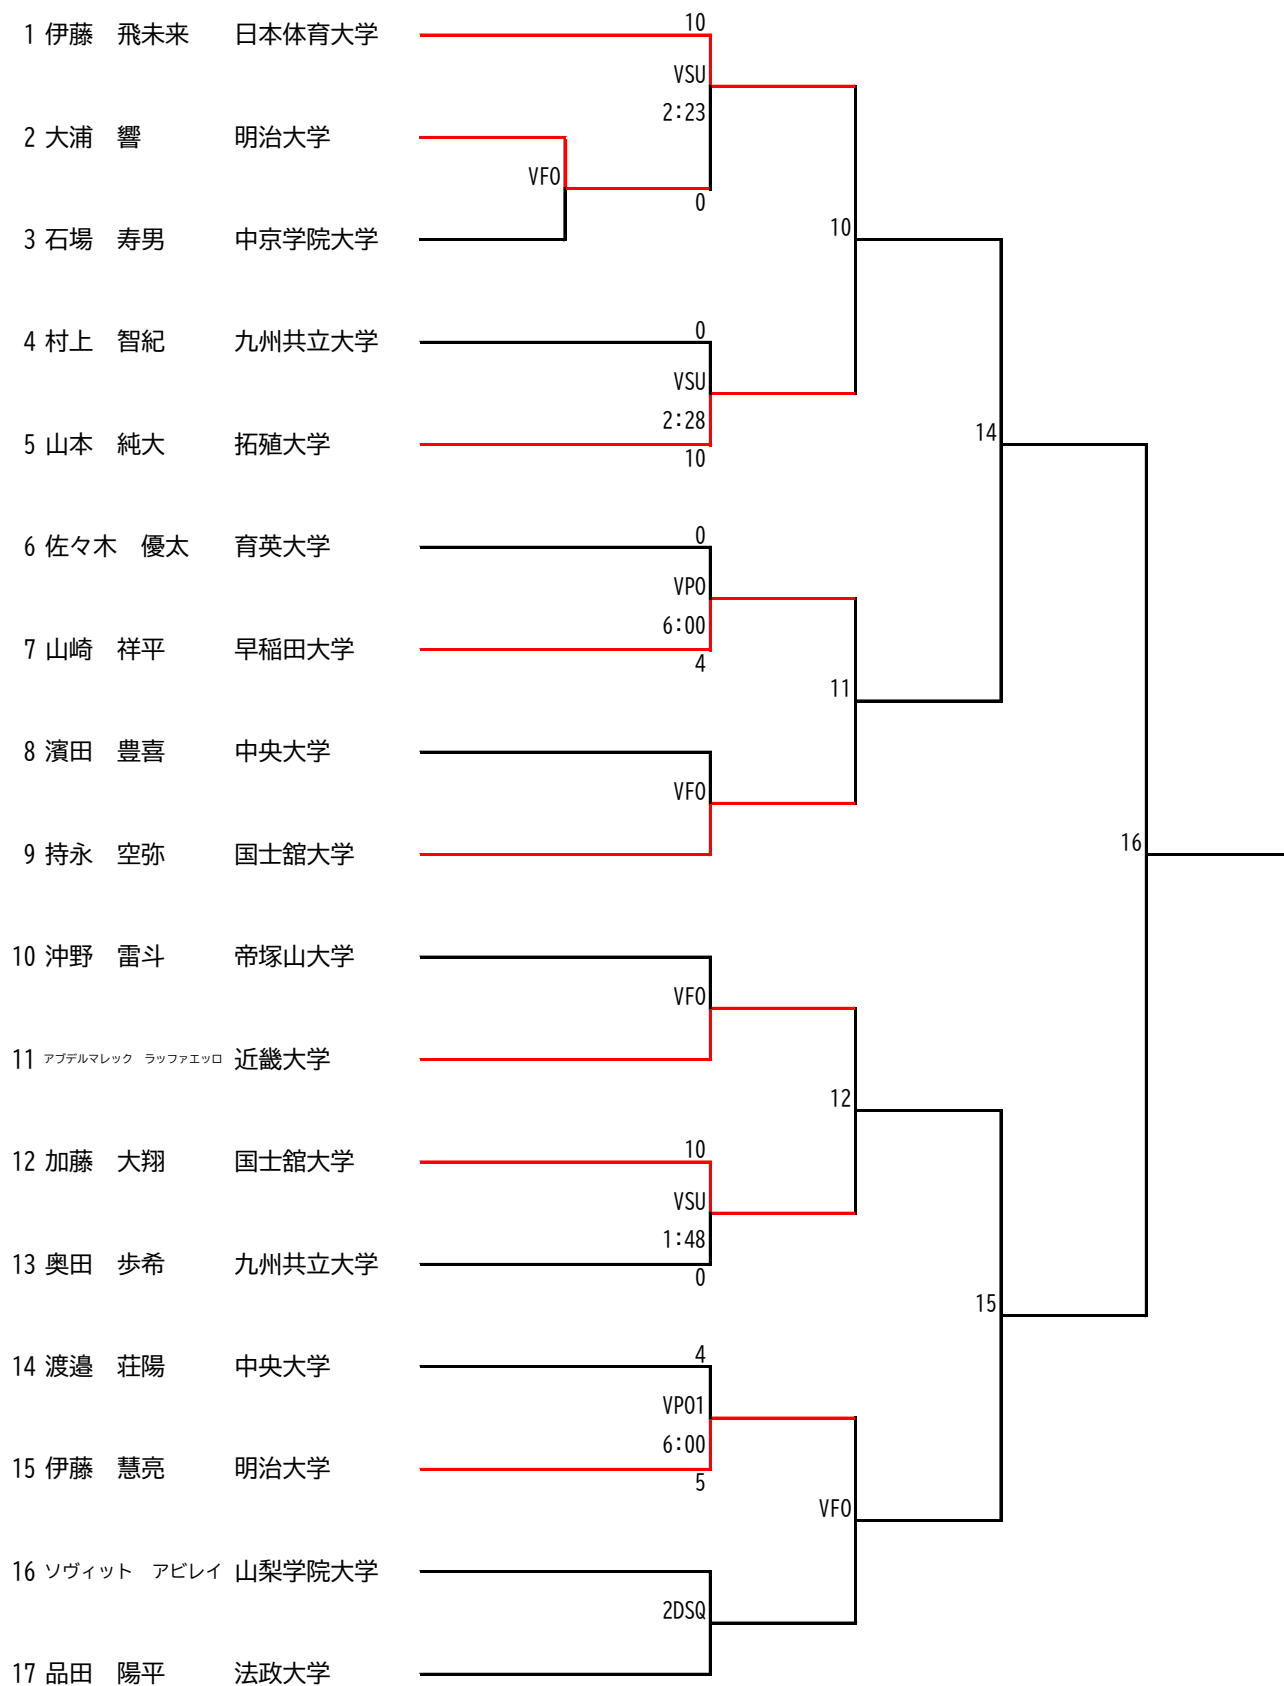 10
1 伊藤　飛未来 日本体育大学
VSU
2:23
2 大浦　響 明治大学
VFO
0
3 石場　寿男 中京学院大学
10
0
4 村上　智紀 九州共立大学
VSU
2:28
5 山本　純大 拓殖大学
10
14
0
6 佐々木　優太 育英大学
VPO
6:00
7 山崎　祥平 早稲田大学
4
11
8 濱田　豊喜 中央大学
VFO
9 持永　空弥 国士舘大学
16
10 沖野　雷斗 帝塚山大学
VFO
11 アブデルマレック　ラッファエッロ 近畿大学
12
10
12 加藤　大翔 国士舘大学
VSU
1:48
13 奥田　歩希 九州共立大学
0
15
4
14 渡邉　荘陽 中央大学
VPO1
6:00
15 伊藤　慧亮 明治大学
5
VFO
16 ソヴィット　アビレイ 山梨学院大学
2DSQ
17 品田　陽平 法政大学